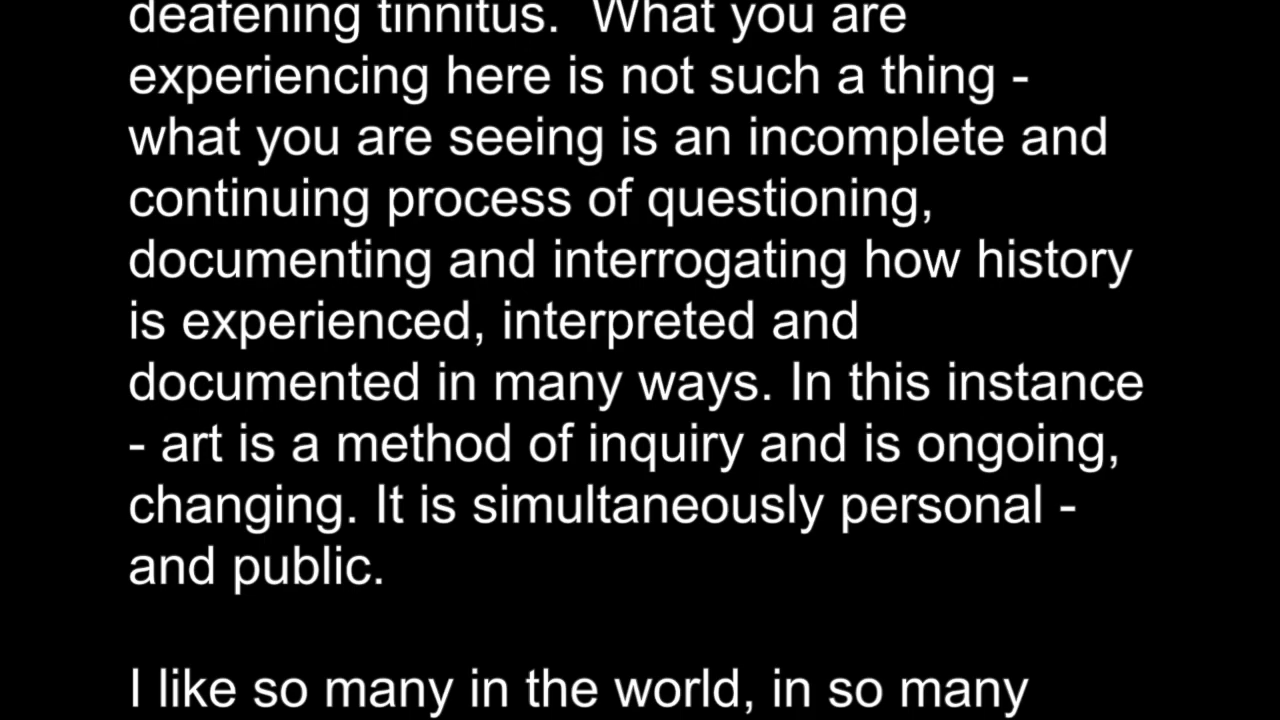 deafening tinnitus.  What you are
experiencing here is not such a thing -
what you are seeing is an incomplete and
continuing process of questioning,
documenting and interrogating how history
is experienced, interpreted and
documented in many ways. In this instance
- art is a method of inquiry and is ongoing,
changing. It is simultaneously personal -
and public.
I like so many in the world, in so many